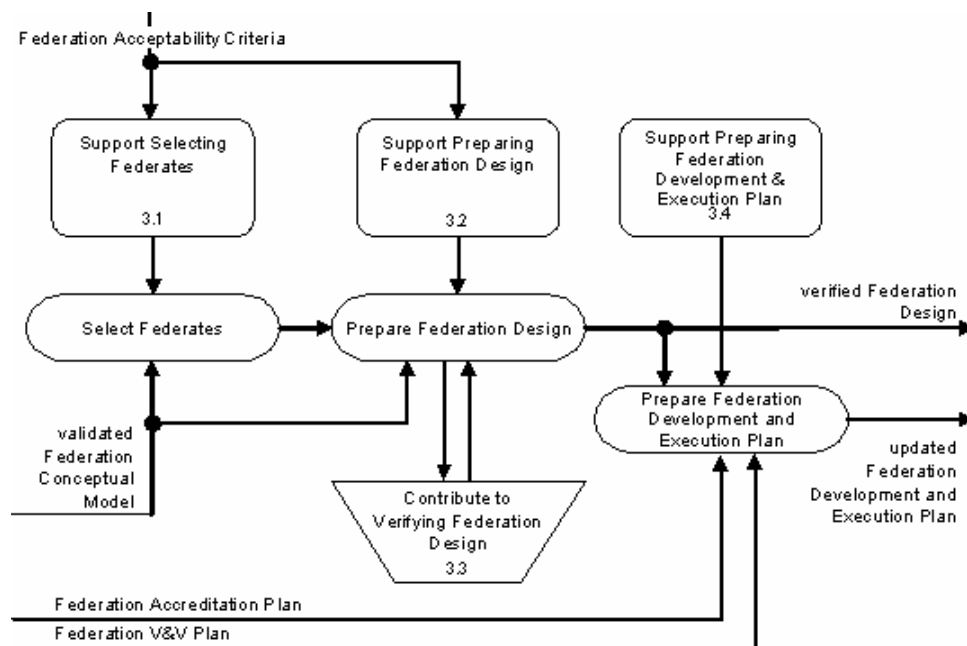 Federation Acceptability Criteria
Support Selecting
Federates
3.1
Support Preparing
Federation Design
3.2
Support Preparing
Federation
Development &
Execution Plan
3.4
Select Federates
Prepare Federation Design
verified Federation
Design
Prepare Federation
Development and
Execution Plan
validated
Federation
Conceptual
Model
updated
Federation
Development and
Execution Plan
Contribute to
Verifying Federation
Design
3.3
Federation Accreditation Plan
Federation V&V Plan